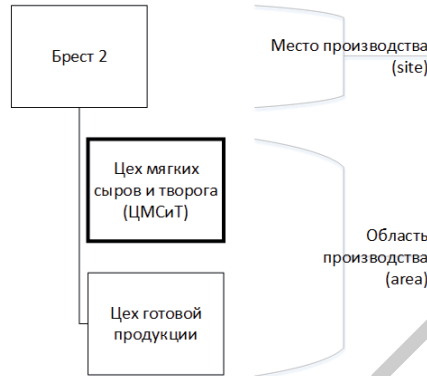 Брест 2
Место производства
(site)
Цех мягких
сыров и творога
(ЦМСиТ)
Область
производства
(area)
Цех готовой
продукции